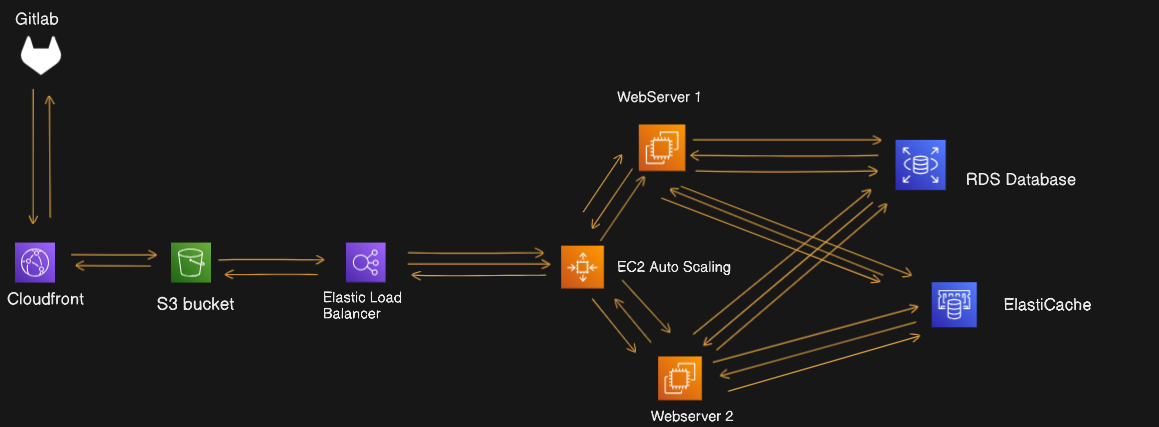 Gitlab
WebServer 1
RDS Database
EC2 Auto Scaling
Cloudfront
S3 bucket
Elastic Load
Balancer
ElastiCache
Webserver 2